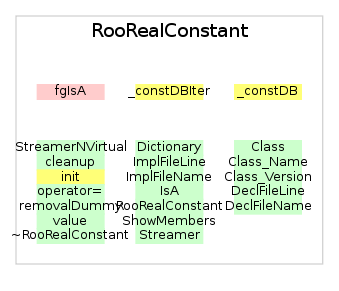 RooRealConstant
fgIsA
_constDBIter
_constDB
StreamerNVirtual
cleanup
init
operator=
removalDummy
value
~RooRealConstant
Dictionary
ImplFileLine
ImplFileName
IsA
RooRealConstant
ShowMembers
Streamer
Class
Class_Name
Class_Version
DeclFileLine
DeclFileName